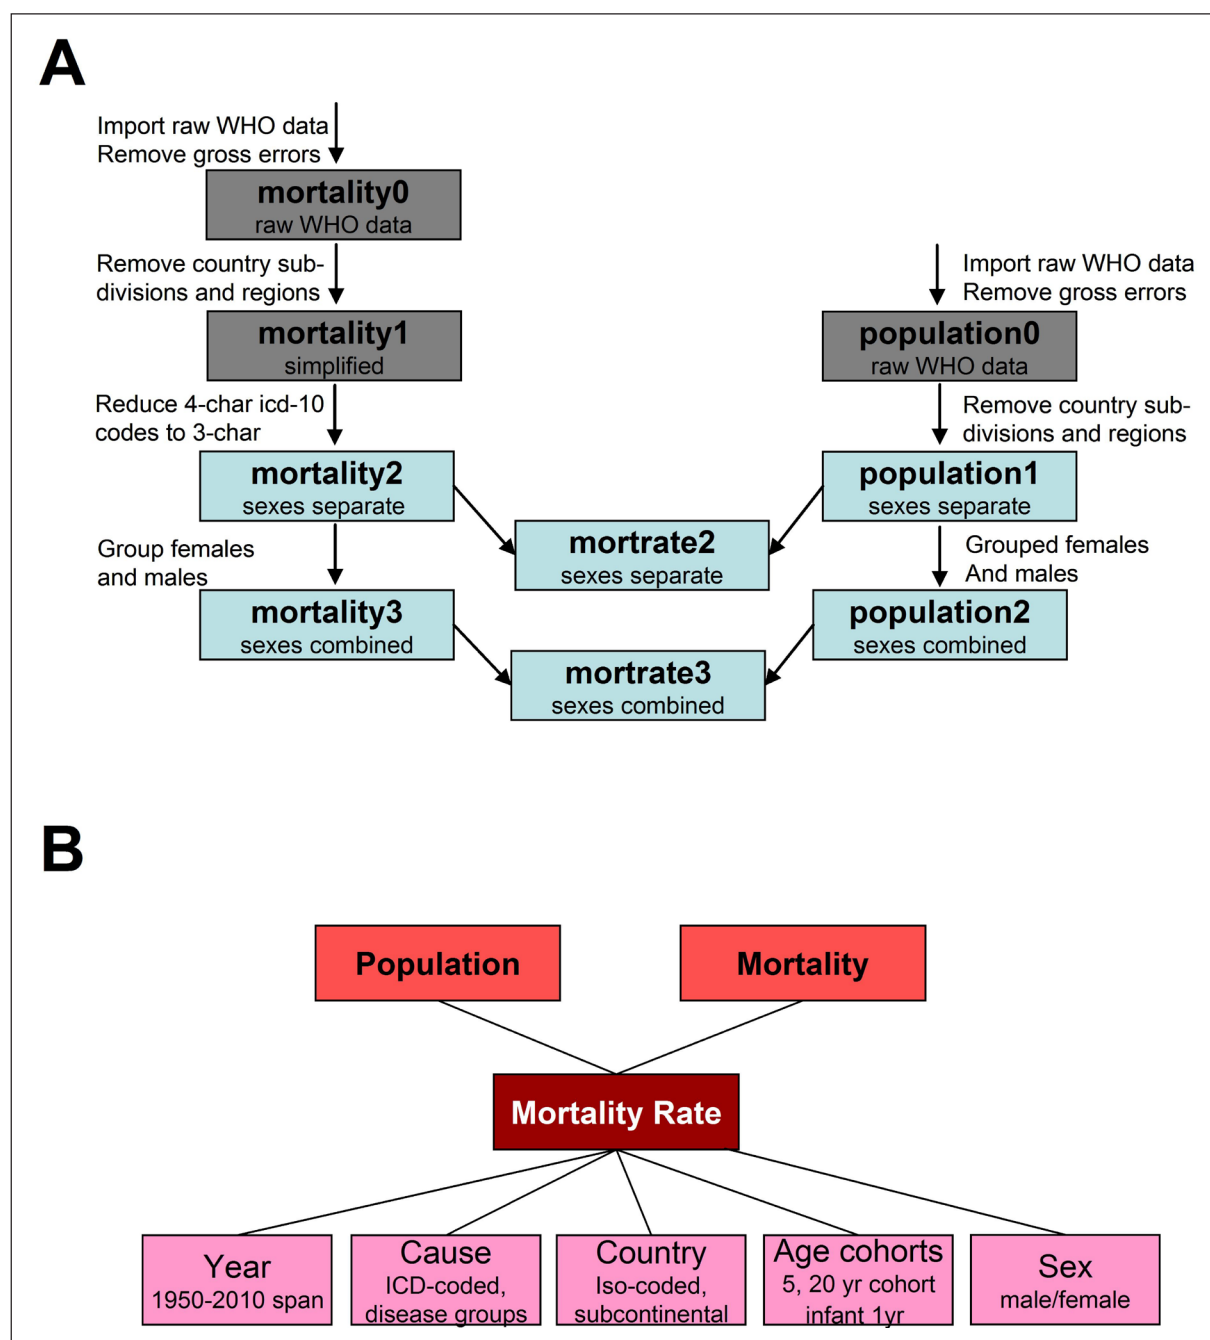 A
Import raw WHO data
Remove gross errors
mortality0
raw WHO data
Remove country sub-
divisions and regions
Import raw WHO data
Remove gross errors
mortality1
simplified
population0
raw WHO data
Reduce 4-char icd-10
codes to 3-char
Remove country sub-
divisions and regions
mortality2
sexes separate
population1
sexes separate
mortrate2
sexes separate
Group females
and males
Grouped females
And males
mortality3
sexes combined
population2
sexes combined
mortrate3
sexes combined
B
Population
Mortality
Mortality Rate
Year
1950-2010 span
Cause
ICD-coded,
disease groups
Country
Iso-coded,
subcontinental
Age cohorts
5, 20 yr cohort
infant 1yr
Sex
male/female